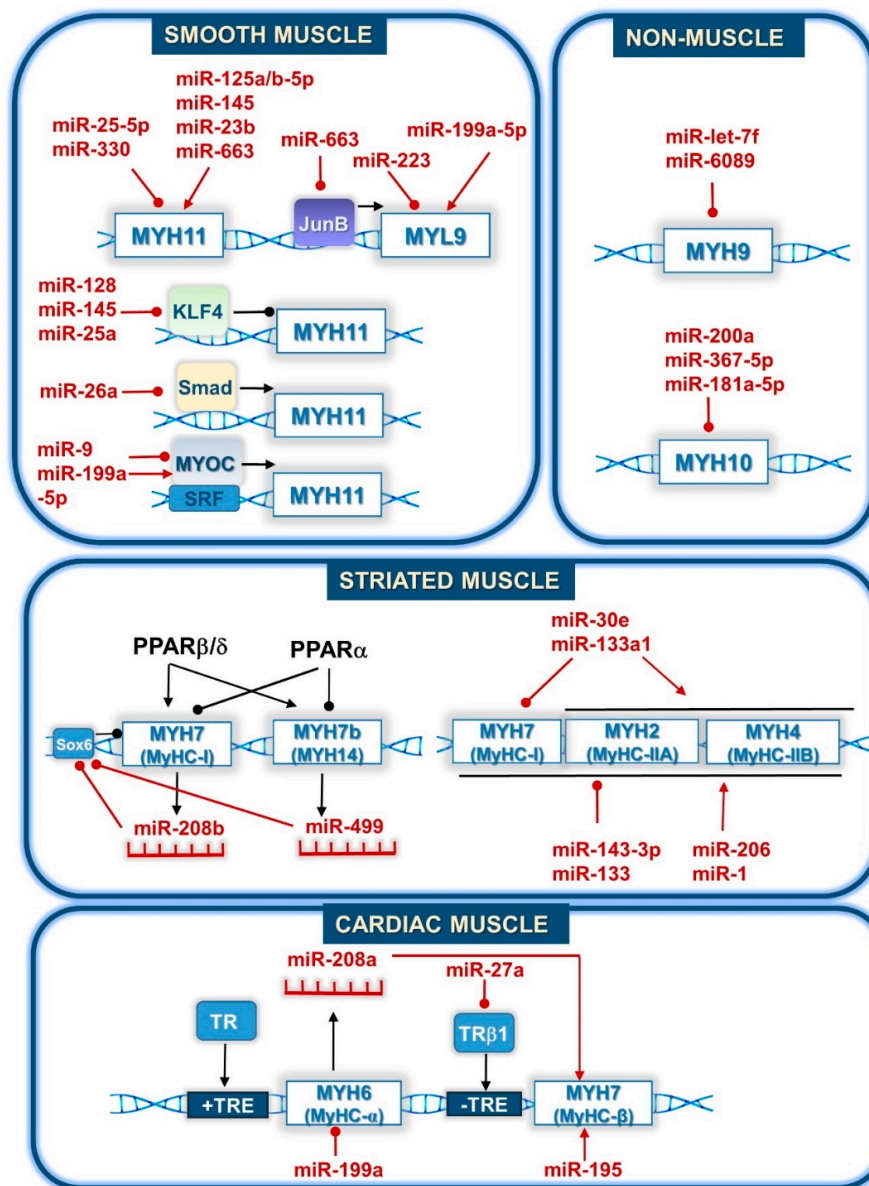 SMOOTH MUSCLE
miR-125a/b-5p
miR-145
miR-23b
miR-663
miR-25-5p
miR-330
miR-663
miR-223
miR-199a-5p
JunB
MYH11
MYL9
miR-128
miR-145
miR-25a
KLF4
MYH11
miR-26a
Smad
MYH11
miR-9
miR-199a
-5p
MYOC
SRF
MYH11
NON-MUSCLE
miR-let-7f
miR-6089
MYH9
miR-200a
miR-367-5p
miR-181a-5p
MYH10
STRIATED MUSCLE
PPARβ/δ
PPARα
Sox6
MYH7
(MyHC-I)
MYH7b
(MYH14)
miR-208b
miR-499
miR-30e
miR-133a1
MYH7
(MyHC-I)
MYH2
(MyHC-IIA)
MYH4
(MyHC-IIB)
miR-143-3p
miR-133
miR-206
miR-1
CARDIAC MUSCLE
miR-208a
miR-27a
TR
TRβ1
+TRE
MYH6
(MyHC-α)
-TRE
MYH7
(MyHC-β)
miR-199a
miR-195